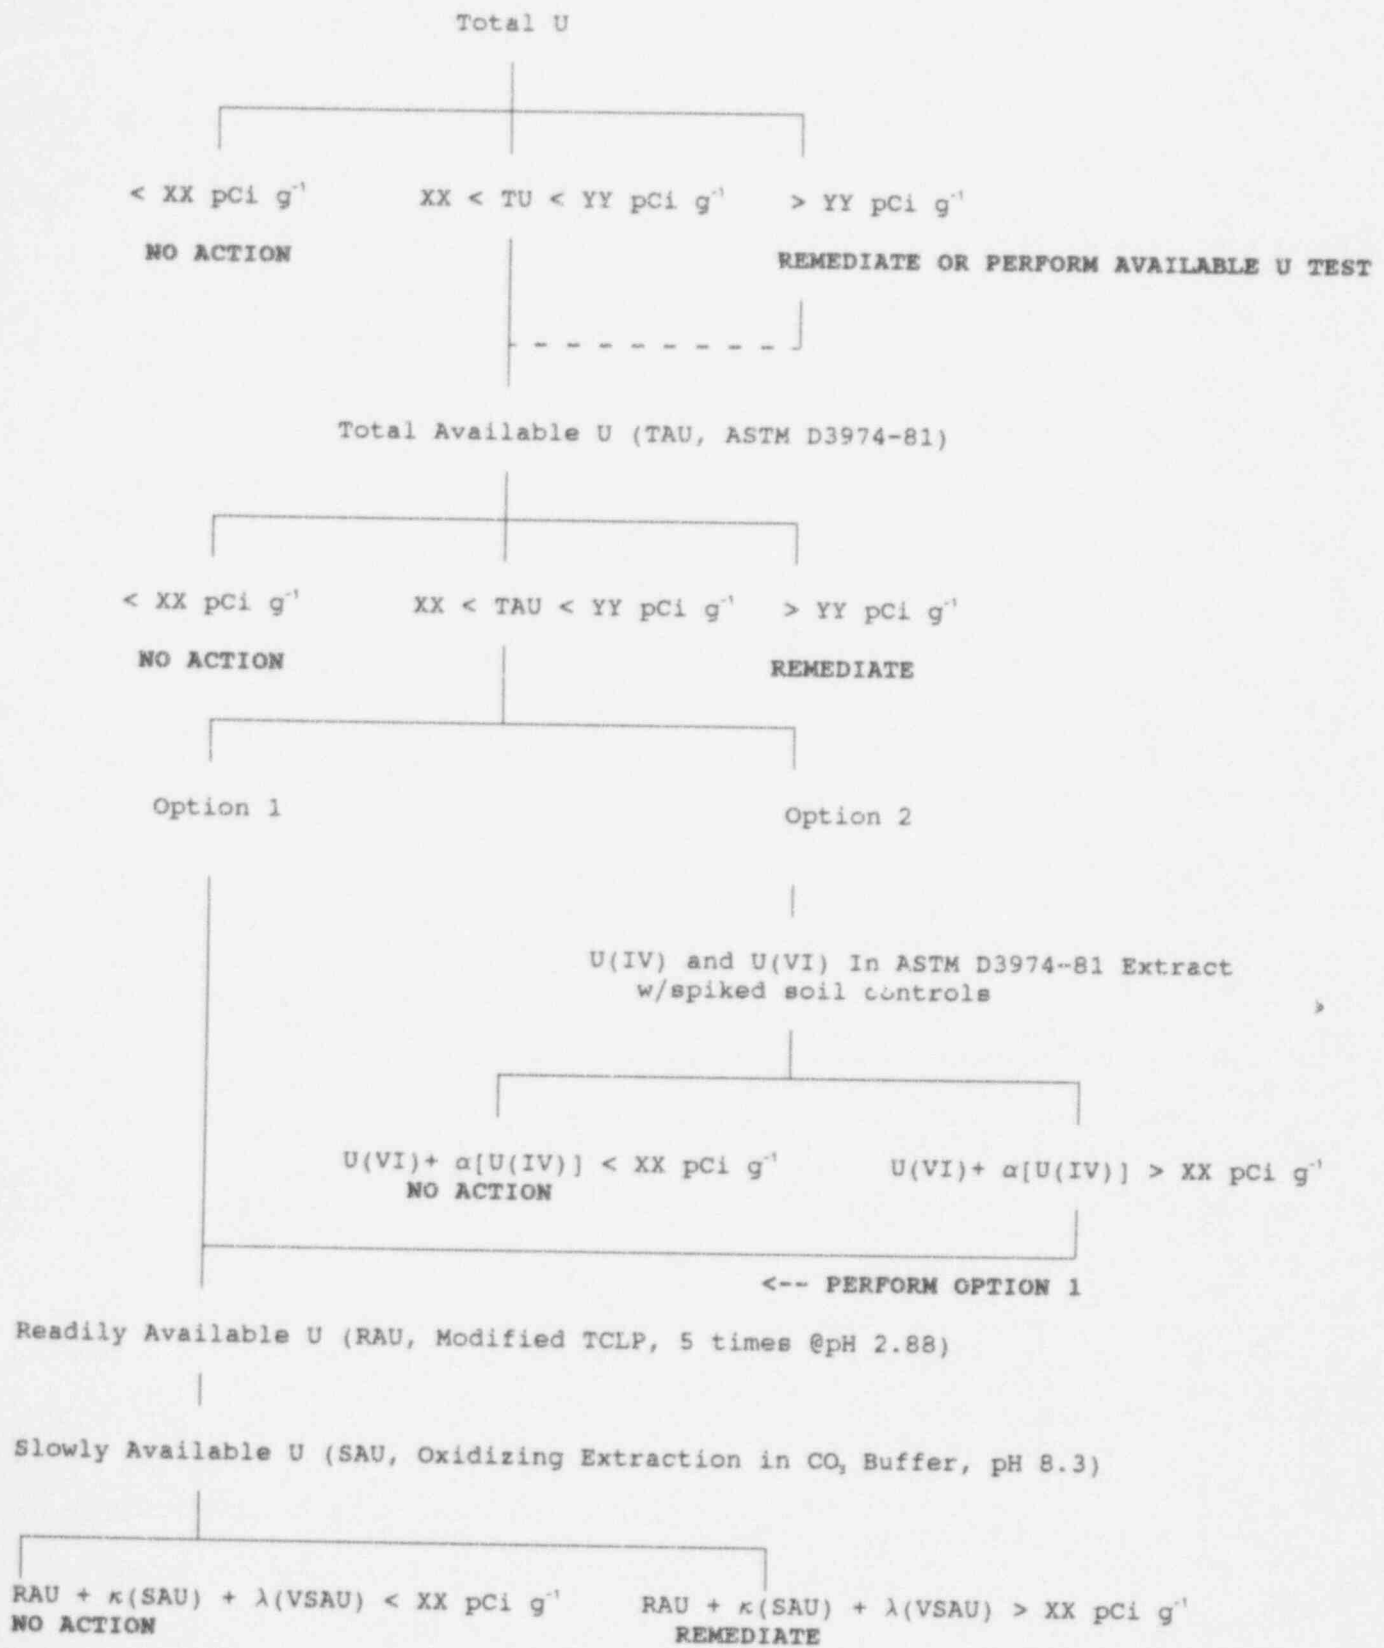 Total U
< XX pCi g⁻¹ XX < TU < YY pCi g⁻¹ > YY pCi g⁻¹
NO ACTION REMEDIATE OR PERFORM AVAILABLE U TEST
Total Available U (TAU, ASTM D3974-81)
< XX pCi g⁻¹ XX < TAU < YY pCi g⁻¹ > YY pCi g⁻¹
NO ACTION REMEDIATE
Option 1 Option 2
U(IV) and U(VI) In ASTM D3974-81 Extract
w/spiked soil controls
U(VI)+ α[U(IV)] < XX pCi g⁻¹ U(VI)+ α[U(IV)] > XX pCi g⁻¹
NO ACTION
<-- PERFORM OPTION 1
Readily Available U (RAU, Modified TCLP, 5 times @pH 2.88)
Slowly Available U (SAU, Oxidizing Extraction in CO₃ Buffer, pH 8.3)
RAU + κ(SAU) + λ(VSAU) < XX pCi g⁻¹ RAU + κ(SAU) + λ(VSAU) > XX pCi g⁻¹
NO ACTION REMEDIATE